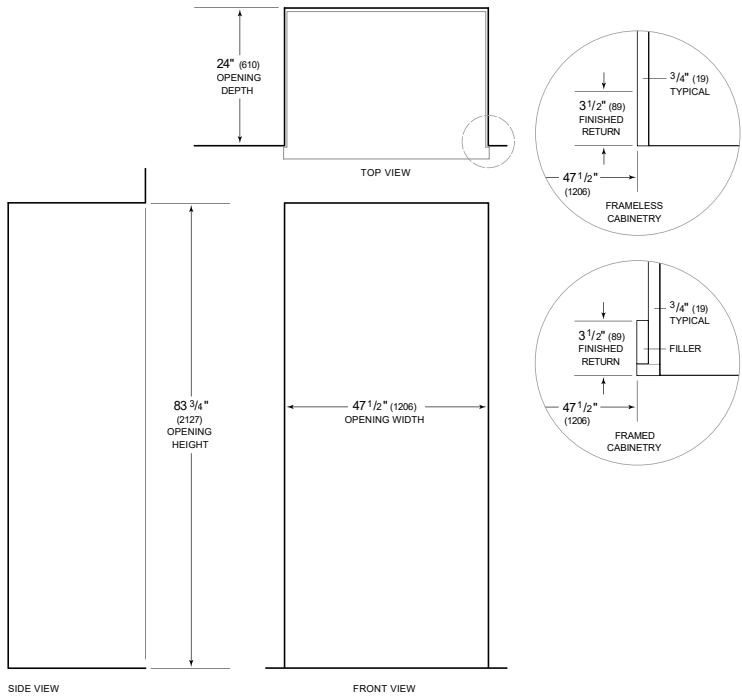 24" (610)
OPENING
DEPTH
TOP VIEW
3/4" (19)
TYPICAL
3 1/2" (89)
FINISHED
RETURN
47 1/2"
(1206)
FRAMELESS
CABINETRY
3/4" (19)
TYPICAL
3 1/2" (89)
FINISHED
RETURN
FILLER
47 1/2"
(1206)
FRAMED
CABINETRY
83 3/4"
(2127)
OPENING
HEIGHT
47 1/2" (1206)
OPENING WIDTH
SIDE VIEW
FRONT VIEW